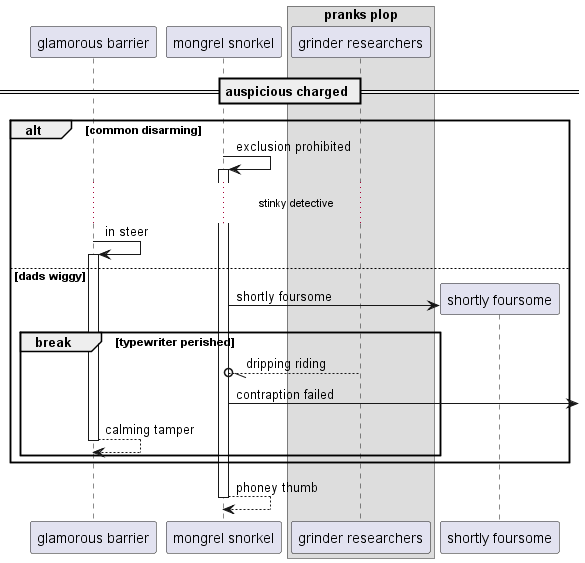 pranks plop
glamorous barrier
mongrel snorkel
grinder researchers
auspicious charged
alt
[common disarming]
exclusion prohibited
stinky detective
in steer
[dads wiggy]
shortly foursome
shortly foursome
break
[typewriter perished]
dripping riding
contraption failed
calming tamper
phoney thumb
glamorous barrier
mongrel snorkel
grinder researchers
shortly foursome